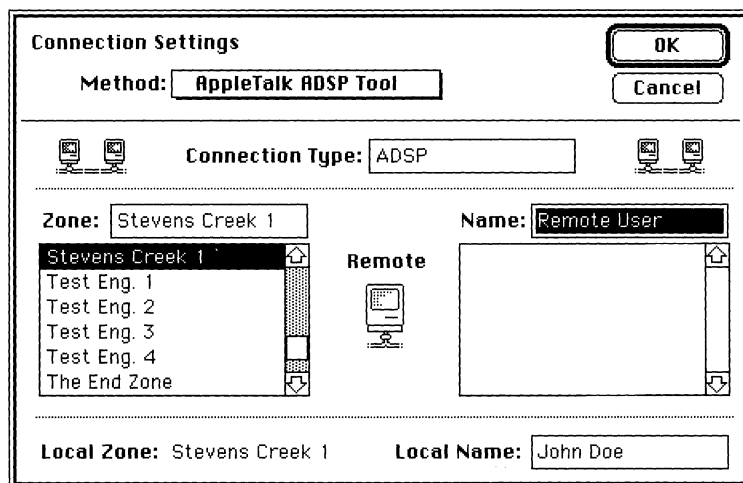 Connection Settings
OK
Method: AppleTalk ADSP Tool
Cancel
Connection Type: ADSP
Zone: Stevens Creek 1
Name: Remote User
Stevens Creek 1
Test Eng. 1
Test Eng. 2
Test Eng. 3
Test Eng. 4
The End Zone
Remote
Local Zone: Stevens Creek 1
Local Name: John Doe